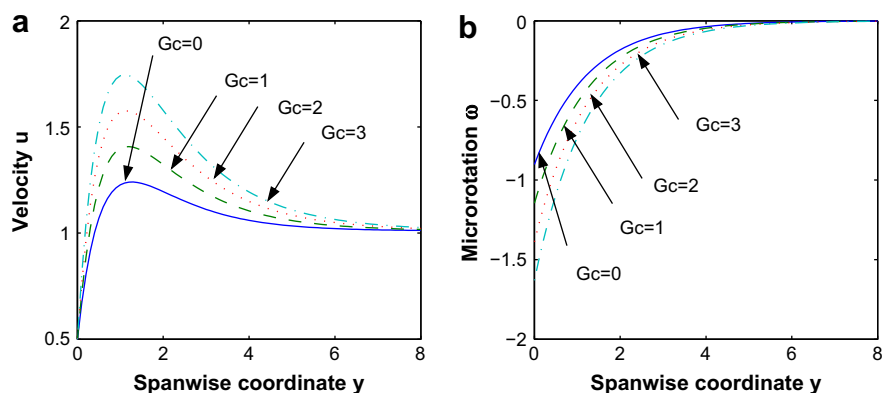 a
2
1.5
1
0.5
0
2
4
6
8
Velocity u
Spanwise coordinate y
Gc=0
Gc=1
Gc=2
Gc=3
b
0
−0.5
−1
−1.5
−2
0
2
4
6
8
Microrotation ω
Spanwise coordinate y
Gc=3
Gc=2
Gc=1
Gc=0